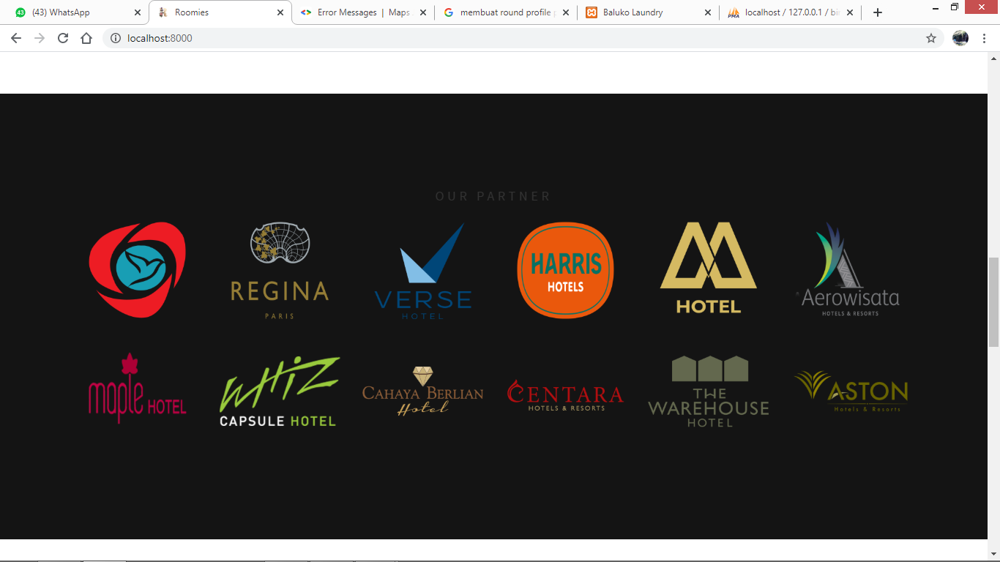 (43) WhatsApp
Roomies
Error Messages | Maps
membuat round profile p
Baluko Laundry
localhost / 127.0.0.1 / bi
localhost:8000
OUR PARTNER
REGINA
PARIS
VERSE
HOTEL
HARRIS
HOTELS
HOTEL
Aerowisata
HOTELS & RESORTS
maple HOTEL
WHIZ
CAPSULE HOTEL
CAHAYA BERLIAN
Hotel
CENTARA
HOTELS & RESORTS
THE
WAREHOUSE
HOTEL
ASTON
Hotels & Resorts